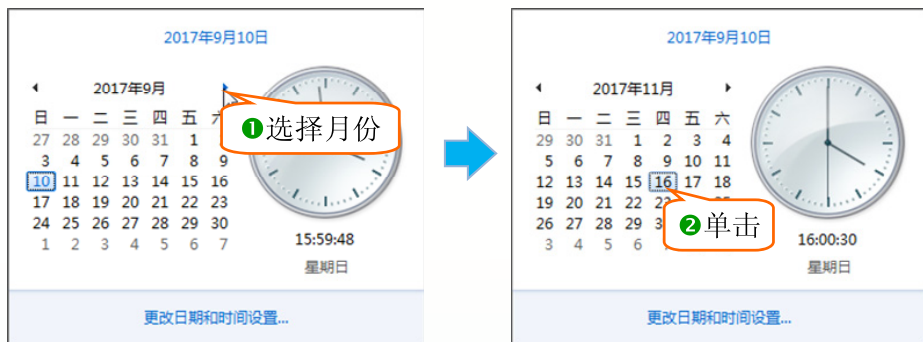 2017年9月10日
2017年9月
日 一 二 三 四 五
27 28 29 30 31 1
3 4 5 6 7 8 9
10 11 12 13 14 15 16
17 18 19 20 21 22 23
24 25 26 27 28 29 30
1 2 3 4 5 6 7
❶选择月份
15:59:48
星期日
更改日期和时间设置...
2017年9月10日
2017年11月
日 一 二 三 四 五 六
29 30 31 1 2 3 4
5 6 7 8 9 10 11
12 13 14 15 16 17 18
19 20 21 22
26 27 28 29
3 4 5 6
❷单击
16:00:30
星期日
更改日期和时间设置...